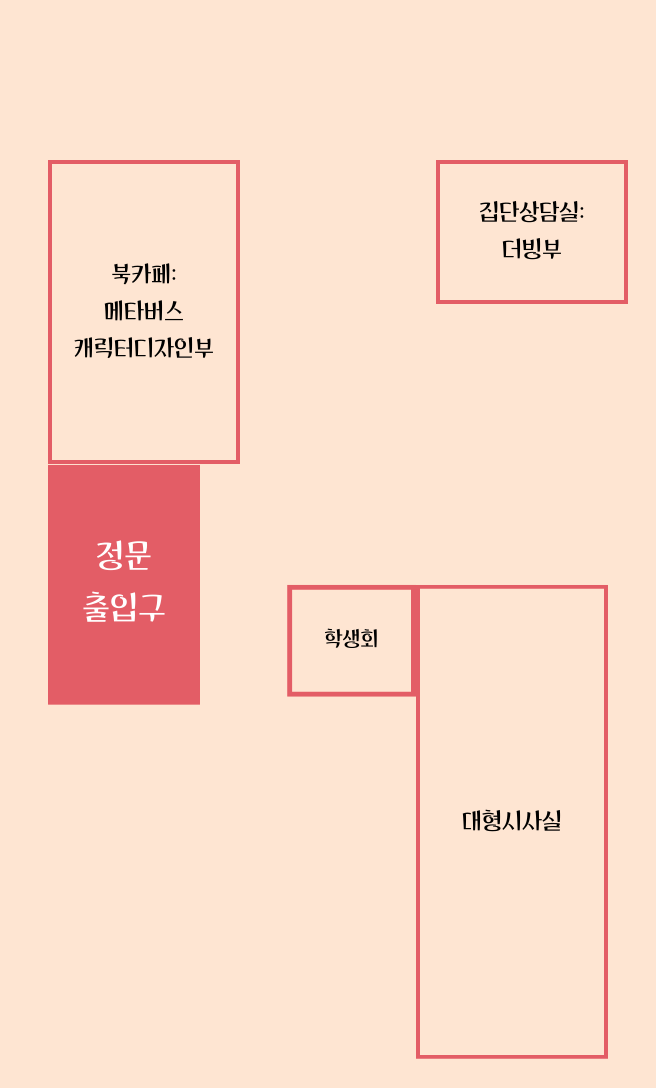 북카페:
메타버스
캐릭터디자인부
집단상담실:
더빙부
정문
출입구
학생회
대형시사실